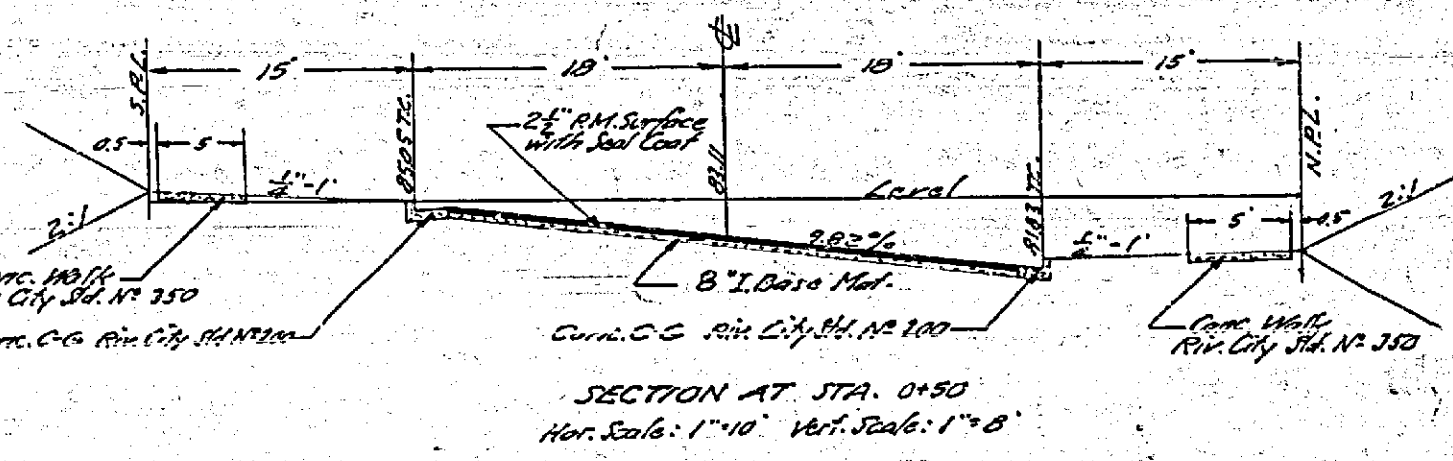 ℄
15' 18' 18' 15'
S.P.L.
N.P.L.
0.5 5
2½" P.M. Surface
with Seal Coat
85.05 T.C.
83.11
81.83 T.C.
¼"-1'
Level
9.82%
¼"-1'
5' 0.5
2:1
2:1
Walk
City Std. Nº 350
8" I. Base Mat.
C-G Riv. City Std Nº 200
Conc. C-G Riv. City Std. Nº 200
Conc. Walk
Riv. City Std. Nº 350
SECTION AT STA. 0+50
Hor. Scale: 1"=10' Vert. Scale: 1"=8'